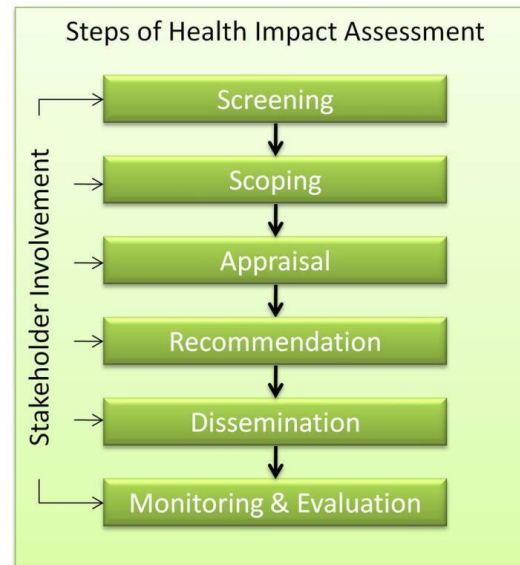 Steps of Health Impact Assessment
Stakeholder Involvement
Screening
Scoping
Appraisal
Recommendation
Dissemination
Monitoring & Evaluation